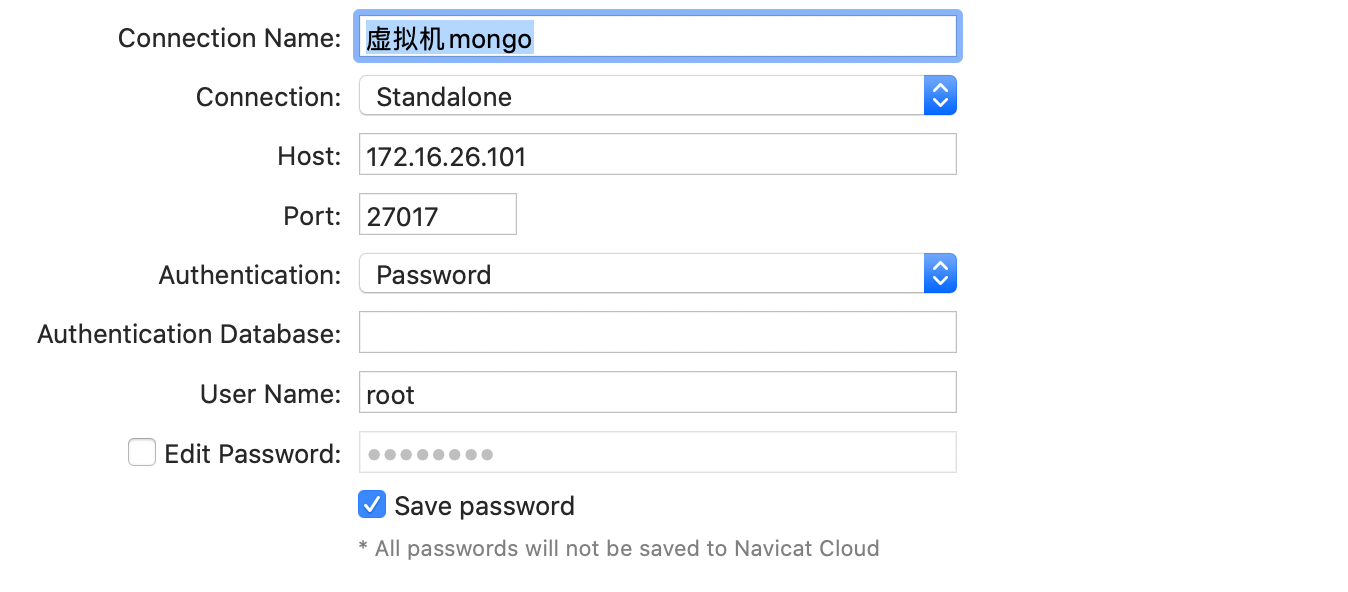 Connection Name: 虚拟机mongo
Connection: Standalone
Host: 172.16.26.101
Port: 27017
Authentication: Password
Authentication Database:
User Name: root
Edit Password: ••••••••
Save password
* All passwords will not be saved to Navicat Cloud